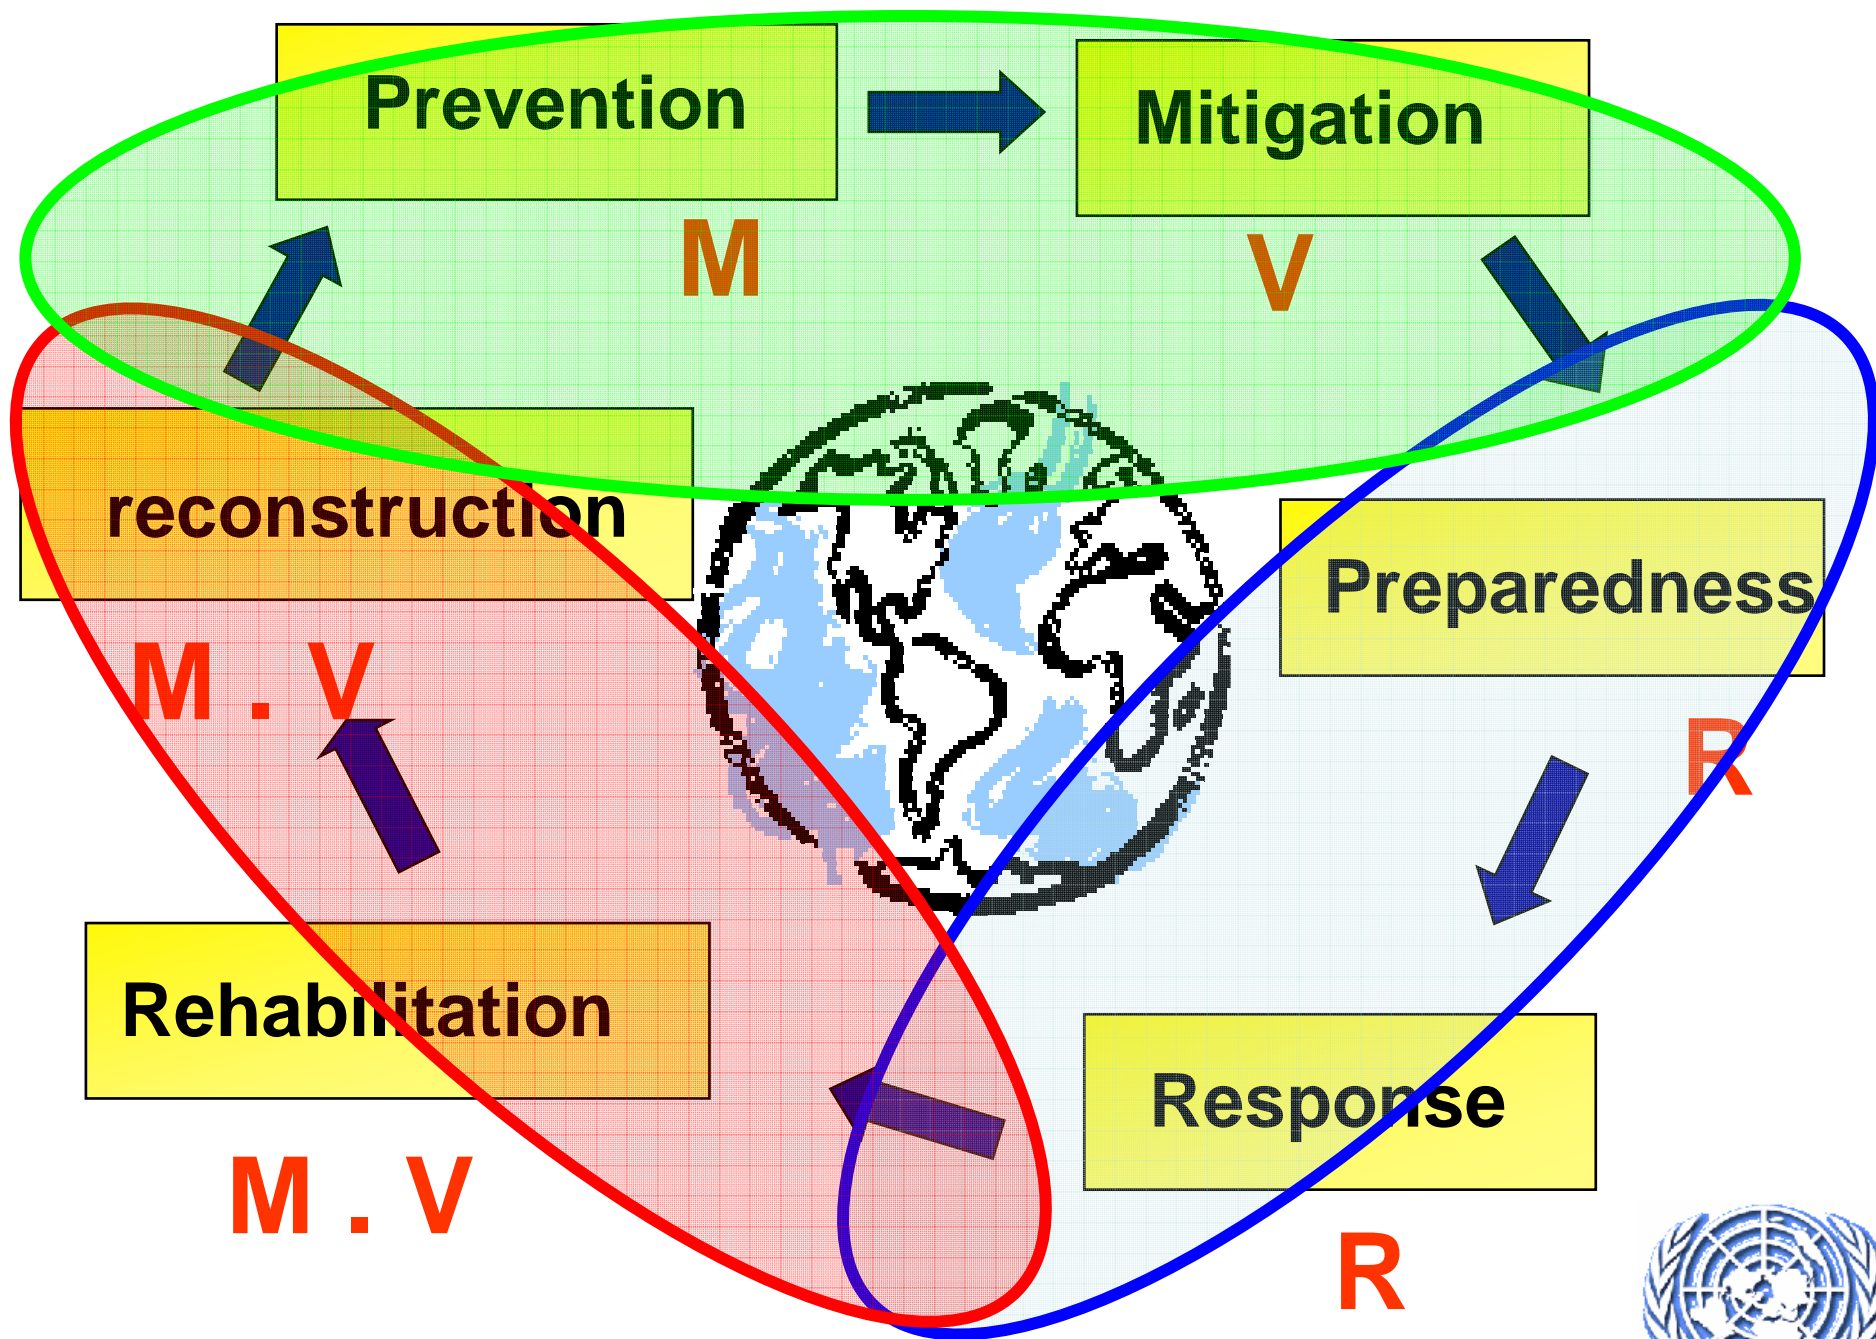 Prevention
Mitigation
M
V
reconstruction
Preparedness
M . V
R
Rehabilitation
Response
M . V
R